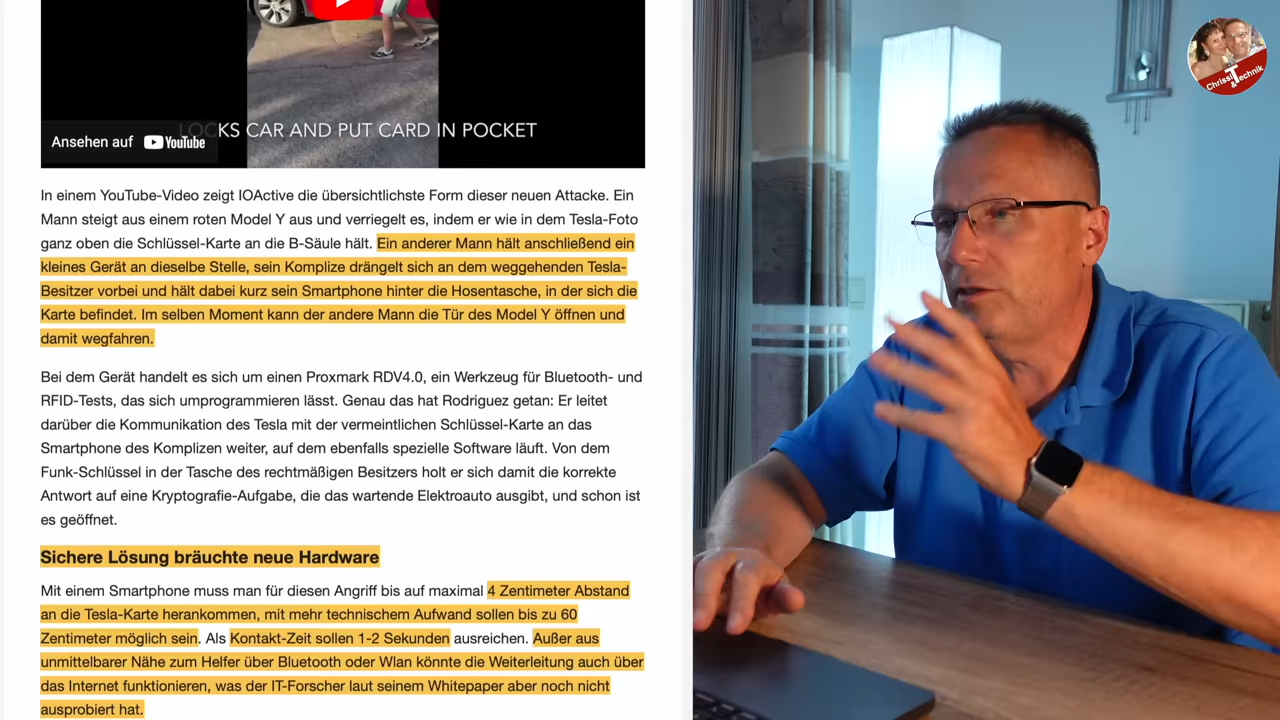 LOCKS CAR AND PUT CARD IN POCKET
Ansehen auf YouTube
In einem YouTube-Video zeigt IOActive die übersichtlichste Form dieser neuen Attacke. Ein
Mann steigt aus einem roten Model Y aus und verriegelt es, indem er wie in dem Tesla-Foto
ganz oben die Schlüssel-Karte an die B-Säule hält. Ein anderer Mann hält anschließend ein
kleines Gerät an dieselbe Stelle, sein Komplize drängelt sich an dem weggehenden Tesla-
Besitzer vorbei und hält dabei kurz sein Smartphone hinter die Hosentasche, in der sich die
Karte befindet. Im selben Moment kann der andere Mann die Tür des Model Y öffnen und
damit wegfahren.
Bei dem Gerät handelt es sich um einen Proxmark RDV4.0, ein Werkzeug für Bluetooth- und
RFID-Tests, das sich umprogrammieren lässt. Genau das hat Rodriguez getan: Er leitet
darüber die Kommunikation des Tesla mit der vermeintlichen Schlüssel-Karte an das
Smartphone des Komplizen weiter, auf dem ebenfalls spezielle Software läuft. Von dem
Funk-Schlüssel in der Tasche des rechtmäßigen Besitzers holt er sich damit die korrekte
Antwort auf eine Kryptografie-Aufgabe, die das wartende Elektroauto ausgibt, und schon ist
es geöffnet.
Sichere Lösung bräuchte neue Hardware
Mit einem Smartphone muss man für diesen Angriff bis auf maximal 4 Zentimeter Abstand
an die Tesla-Karte herankommen, mit mehr technischem Aufwand sollen bis zu 60
Zentimeter möglich sein. Als Kontakt-Zeit sollen 1-2 Sekunden ausreichen. Außer aus
unmittelbarer Nähe zum Helfer über Bluetooth oder Wlan könnte die Weiterleitung auch über
das Internet funktionieren, was der IT-Forscher laut seinem Whitepaper aber noch nicht
ausprobiert hat.
Chrissi & Technik